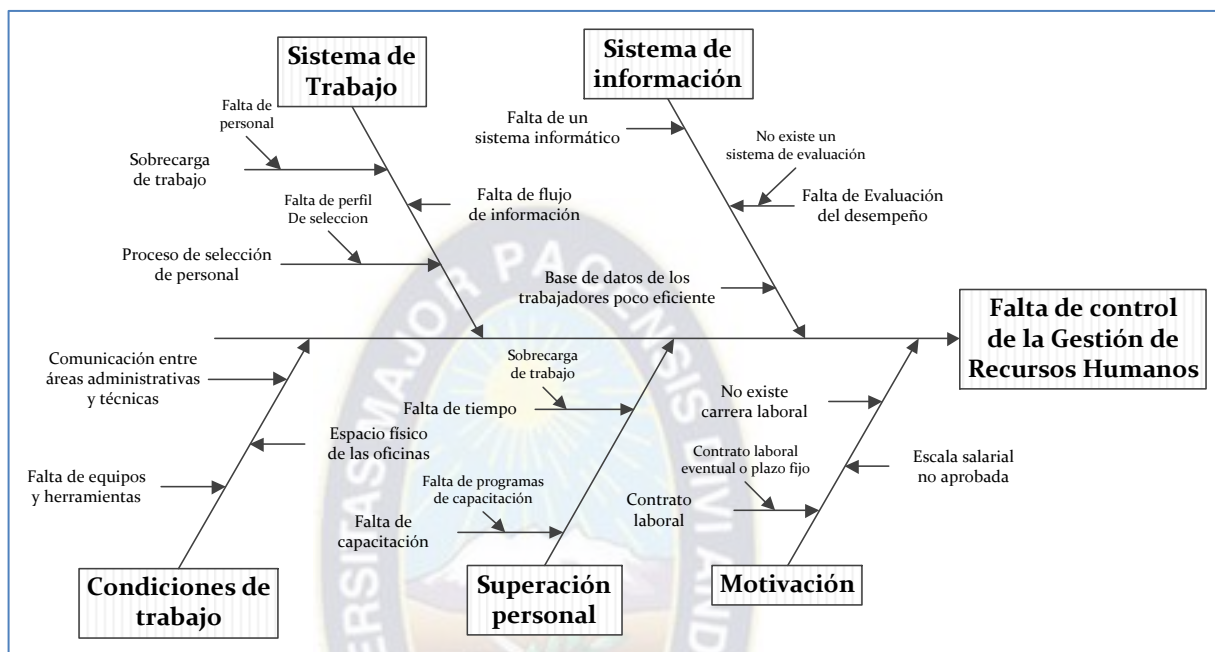 Sistema de
Trabajo
Falta de
personal
Sobrecarga
de trabajo
Falta de flujo
de información
Falta de perfil
De seleccion
Proceso de selección
de personal
Sistema de
información
Falta de un
sistema informático
No existe un
sistema de evaluación
Falta de Evaluación
del desempeño
Base de datos de los
trabajadores poco eficiente
Falta de control
de la Gestión de
Recursos Humanos
Comunicación entre
áreas administrativas
y técnicas
Espacio físico
de las oficinas
Falta de equipos
y herramientas
Condiciones de
trabajo
Sobrecarga
de trabajo
Falta de tiempo
Falta de programas
de capacitación
Falta de
capacitación
Superación
personal
No existe
carrera laboral
Escala salarial
no aprobada
Contrato laboral
eventual o plazo fijo
Contrato
laboral
Motivación
ERSITAS MAJOR PACENSIS DIVI AND